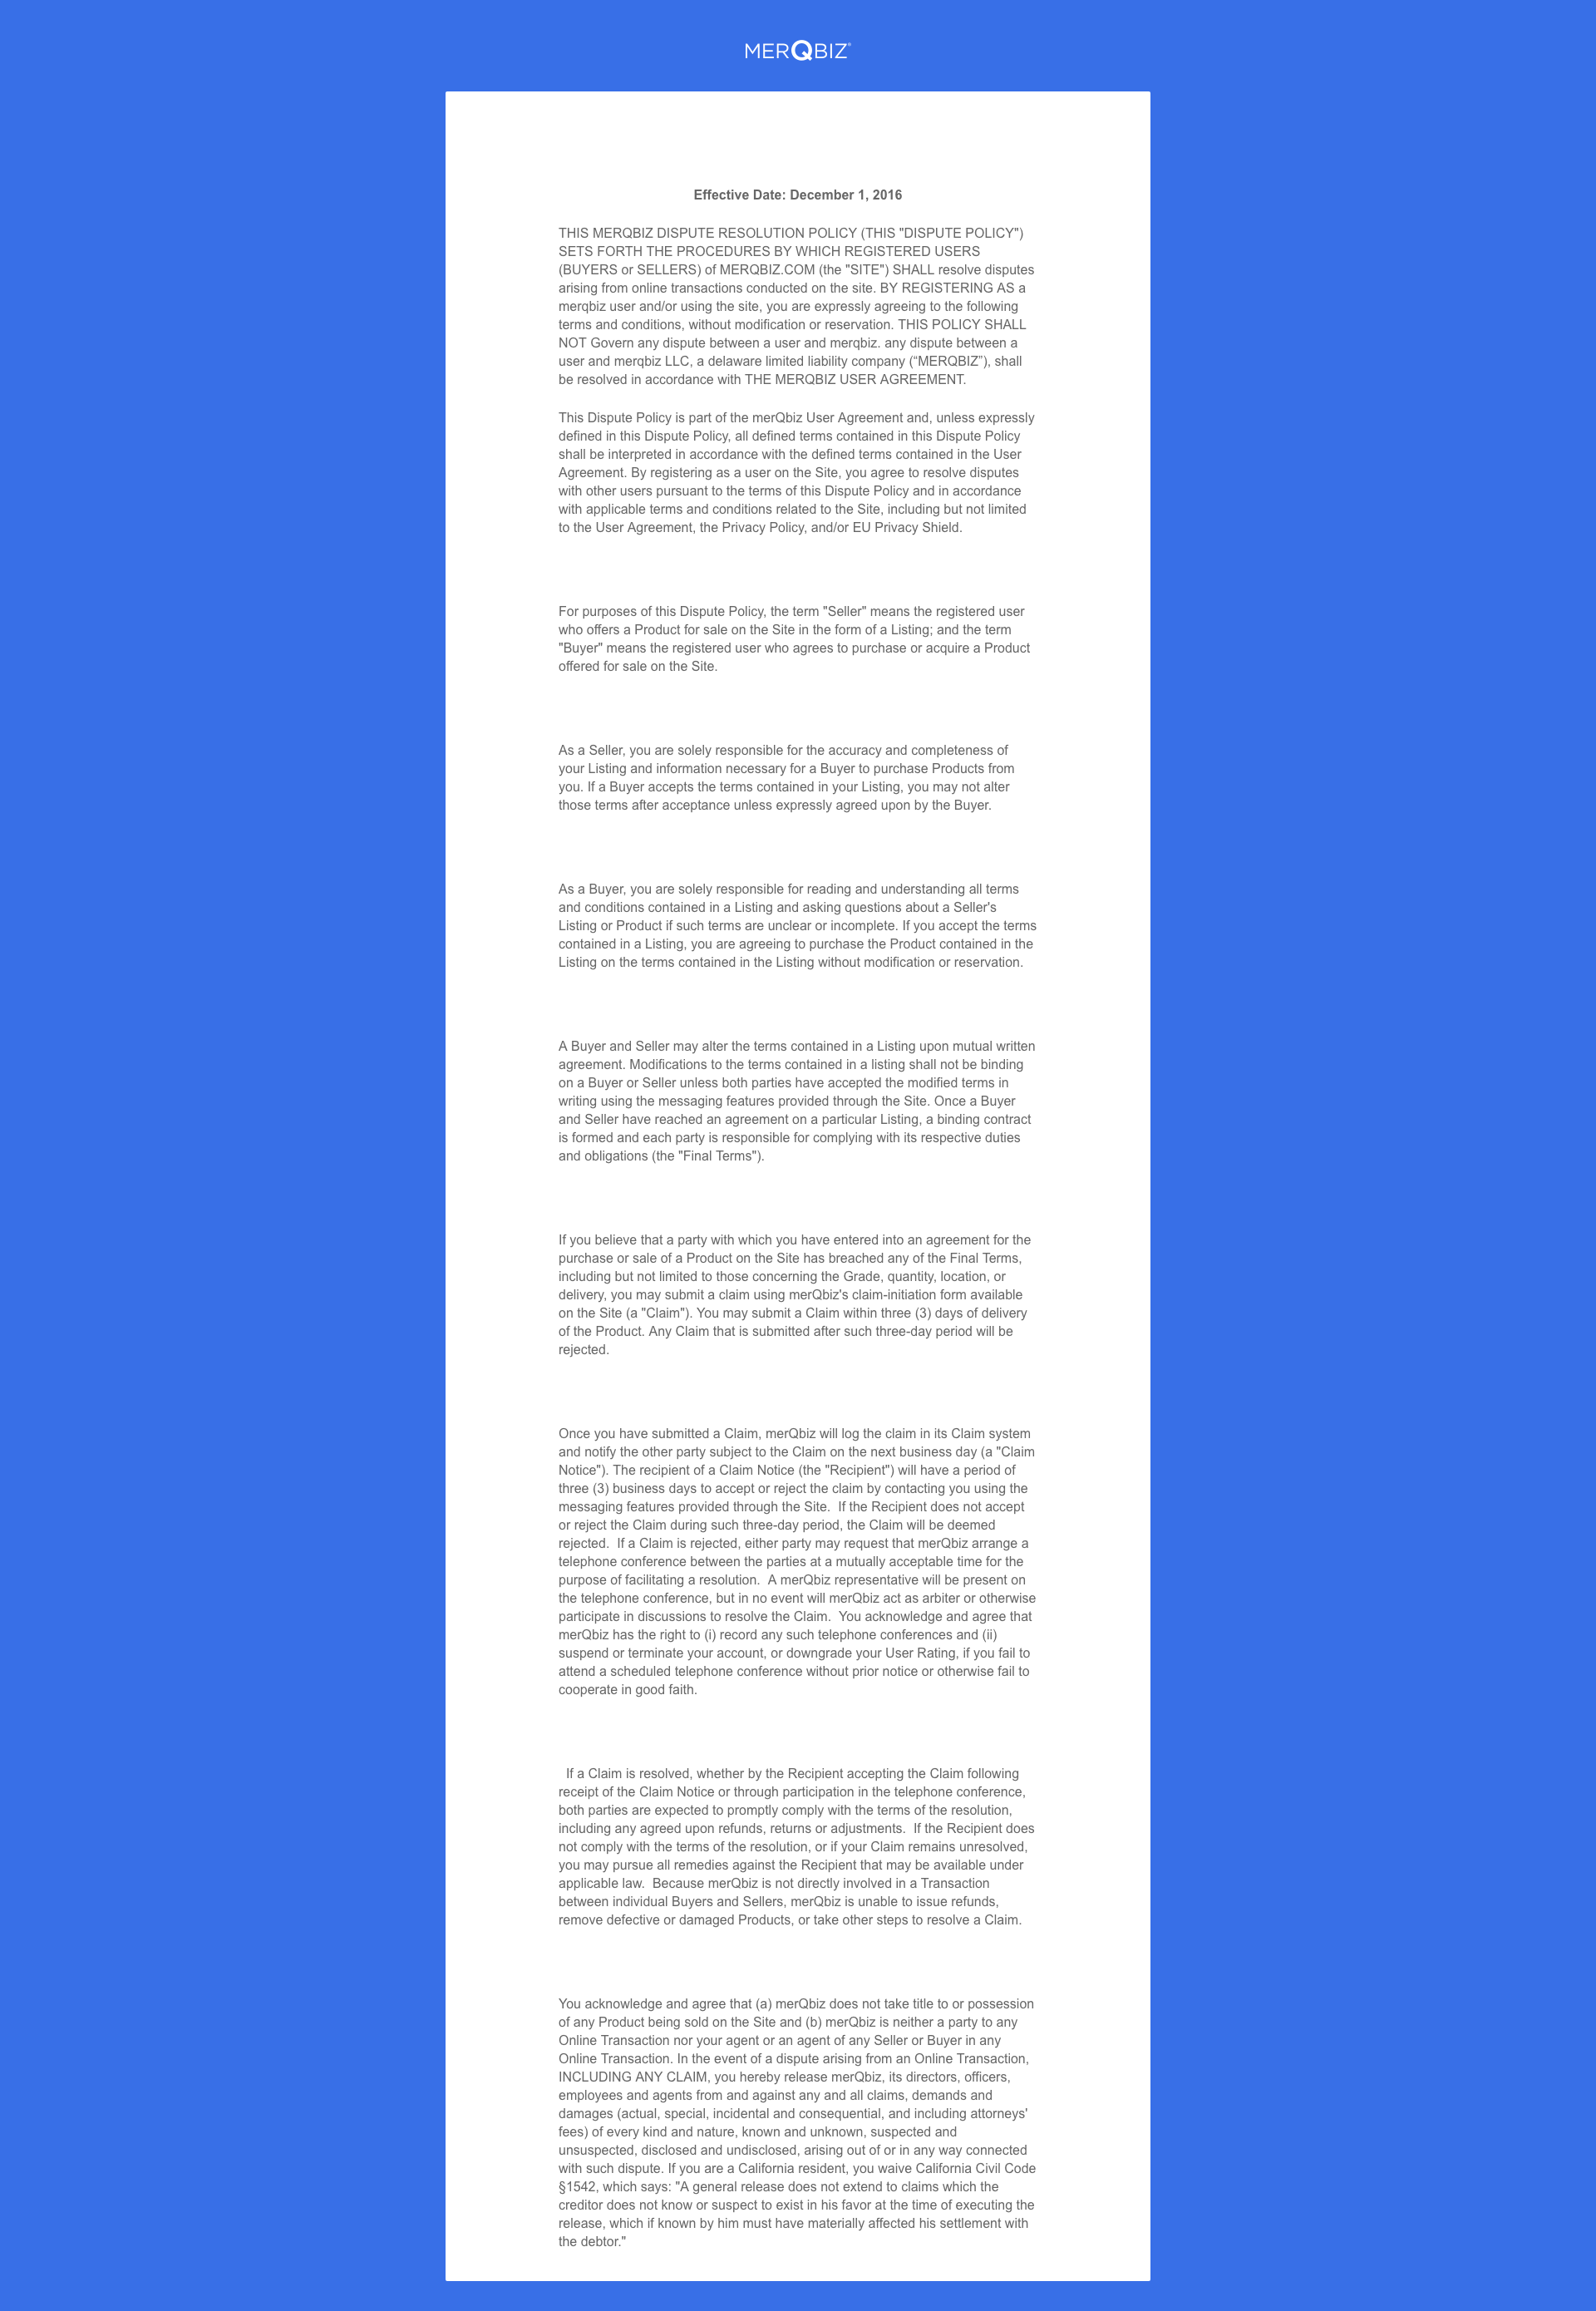 MERQBIZ®
Effective Date: December 1, 2016
THIS MERQBIZ DISPUTE RESOLUTION POLICY (THIS "DISPUTE POLICY")
SETS FORTH THE PROCEDURES BY WHICH REGISTERED USERS
(BUYERS or SELLERS) of MERQBIZ.COM (the "SITE") SHALL resolve disputes
arising from online transactions conducted on the site. BY REGISTERING AS a
merqbiz user and/or using the site, you are expressly agreeing to the following
terms and conditions, without modification or reservation. THIS POLICY SHALL
NOT Govern any dispute between a user and merqbiz. any dispute between a
user and merqbiz LLC, a delaware limited liability company (“MERQBIZ”), shall
be resolved in accordance with THE MERQBIZ USER AGREEMENT.
This Dispute Policy is part of the merQbiz User Agreement and, unless expressly
defined in this Dispute Policy, all defined terms contained in this Dispute Policy
shall be interpreted in accordance with the defined terms contained in the User
Agreement. By registering as a user on the Site, you agree to resolve disputes
with other users pursuant to the terms of this Dispute Policy and in accordance
with applicable terms and conditions related to the Site, including but not limited
to the User Agreement, the Privacy Policy, and/or EU Privacy Shield.
For purposes of this Dispute Policy, the term "Seller" means the registered user
who offers a Product for sale on the Site in the form of a Listing; and the term
"Buyer" means the registered user who agrees to purchase or acquire a Product
offered for sale on the Site.
As a Seller, you are solely responsible for the accuracy and completeness of
your Listing and information necessary for a Buyer to purchase Products from
you. If a Buyer accepts the terms contained in your Listing, you may not alter
those terms after acceptance unless expressly agreed upon by the Buyer.
As a Buyer, you are solely responsible for reading and understanding all terms
and conditions contained in a Listing and asking questions about a Seller's
Listing or Product if such terms are unclear or incomplete. If you accept the terms
contained in a Listing, you are agreeing to purchase the Product contained in the
Listing on the terms contained in the Listing without modification or reservation.
A Buyer and Seller may alter the terms contained in a Listing upon mutual written
agreement. Modifications to the terms contained in a listing shall not be binding
on a Buyer or Seller unless both parties have accepted the modified terms in
writing using the messaging features provided through the Site. Once a Buyer
and Seller have reached an agreement on a particular Listing, a binding contract
is formed and each party is responsible for complying with its respective duties
and obligations (the "Final Terms").
If you believe that a party with which you have entered into an agreement for the
purchase or sale of a Product on the Site has breached any of the Final Terms,
including but not limited to those concerning the Grade, quantity, location, or
delivery, you may submit a claim using merQbiz's claim-initiation form available
on the Site (a "Claim"). You may submit a Claim within three (3) days of delivery
of the Product. Any Claim that is submitted after such three-day period will be
rejected.
Once you have submitted a Claim, merQbiz will log the claim in its Claim system
and notify the other party subject to the Claim on the next business day (a "Claim
Notice"). The recipient of a Claim Notice (the "Recipient") will have a period of
three (3) business days to accept or reject the claim by contacting you using the
messaging features provided through the Site.  If the Recipient does not accept
or reject the Claim during such three-day period, the Claim will be deemed
rejected.  If a Claim is rejected, either party may request that merQbiz arrange a
telephone conference between the parties at a mutually acceptable time for the
purpose of facilitating a resolution.  A merQbiz representative will be present on
the telephone conference, but in no event will merQbiz act as arbiter or otherwise
participate in discussions to resolve the Claim.  You acknowledge and agree that
merQbiz has the right to (i) record any such telephone conferences and (ii)
suspend or terminate your account, or downgrade your User Rating, if you fail to
attend a scheduled telephone conference without prior notice or otherwise fail to
cooperate in good faith.
If a Claim is resolved, whether by the Recipient accepting the Claim following
receipt of the Claim Notice or through participation in the telephone conference,
both parties are expected to promptly comply with the terms of the resolution,
including any agreed upon refunds, returns or adjustments.  If the Recipient does
not comply with the terms of the resolution, or if your Claim remains unresolved,
you may pursue all remedies against the Recipient that may be available under
applicable law.  Because merQbiz is not directly involved in a Transaction
between individual Buyers and Sellers, merQbiz is unable to issue refunds,
remove defective or damaged Products, or take other steps to resolve a Claim.
You acknowledge and agree that (a) merQbiz does not take title to or possession
of any Product being sold on the Site and (b) merQbiz is neither a party to any
Online Transaction nor your agent or an agent of any Seller or Buyer in any
Online Transaction. In the event of a dispute arising from an Online Transaction,
INCLUDING ANY CLAIM, you hereby release merQbiz, its directors, officers,
employees and agents from and against any and all claims, demands and
damages (actual, special, incidental and consequential, and including attorneys'
fees) of every kind and nature, known and unknown, suspected and
unsuspected, disclosed and undisclosed, arising out of or in any way connected
with such dispute. If you are a California resident, you waive California Civil Code
§1542, which says: "A general release does not extend to claims which the
creditor does not know or suspect to exist in his favor at the time of executing the
release, which if known by him must have materially affected his settlement with
the debtor."